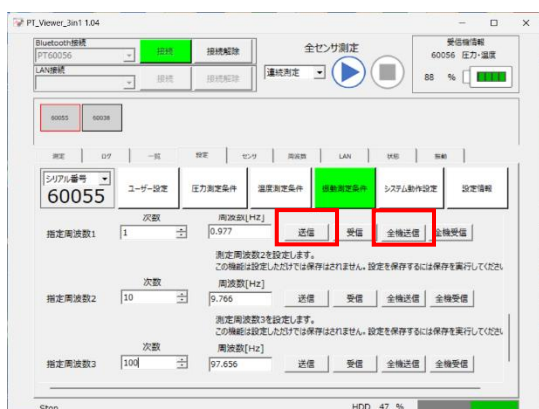 PT_Viewer_3in1 1.04
Bluetooth接続
PT60056 接続 接続解除
全センサ測定
受信機情報
60056 圧力・温度
LAN接続
接続 接続解除
連続測定
88 %
60055 60039
測定 ログ 一覧 設定 センサ 周波数 LAN 状態 振動
シリアル番号
60055
ユーザー設定 圧力測定条件 温度測定条件 振動測定条件 システム動作設定 設定情報
次数 周波数[Hz]
指定周波数1 1 0.977 送信 受信 全機送信 全機受信
測定周波数2を設定します。
この機能は設定しただけでは保存はされません。設定を保存するには保存を実行してくださ
次数 周波数[Hz]
指定周波数2 10 9.766 送信 受信 全機送信 全機受信
測定周波数3を設定します。
この機能は設定しただけでは保存はされません。設定を保存するには保存を実行してくださ
次数 周波数[Hz]
指定周波数3 100 97.656 送信 受信 全機送信 全機受信
Stop HDD 47 %